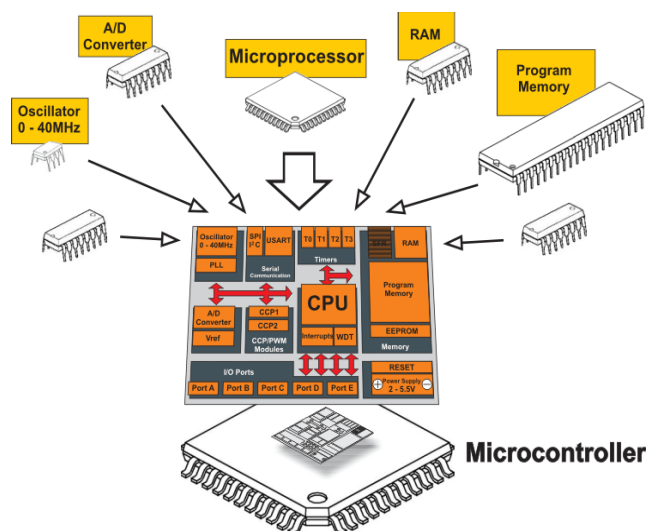 A/D
Converter
Microprocessor
RAM
Program
Memory
Oscillator
0 - 40MHz
Oscillator
0 - 40MHz
PLL
SPI
I²C
USART
Serial
Communication
T0
T1
T2
T3
Timers
RAM
Program
Memory
EEPROM
Memory
A/D
Converter
Vref
CCP1
CCP2
CCP/PWM
Modules
CPU
Interrupts
WDT
I/O Ports
Port A
Port B
Port C
Port D
Port E
RESET
+
Power Supply
2 - 5.5V
−
Microcontroller